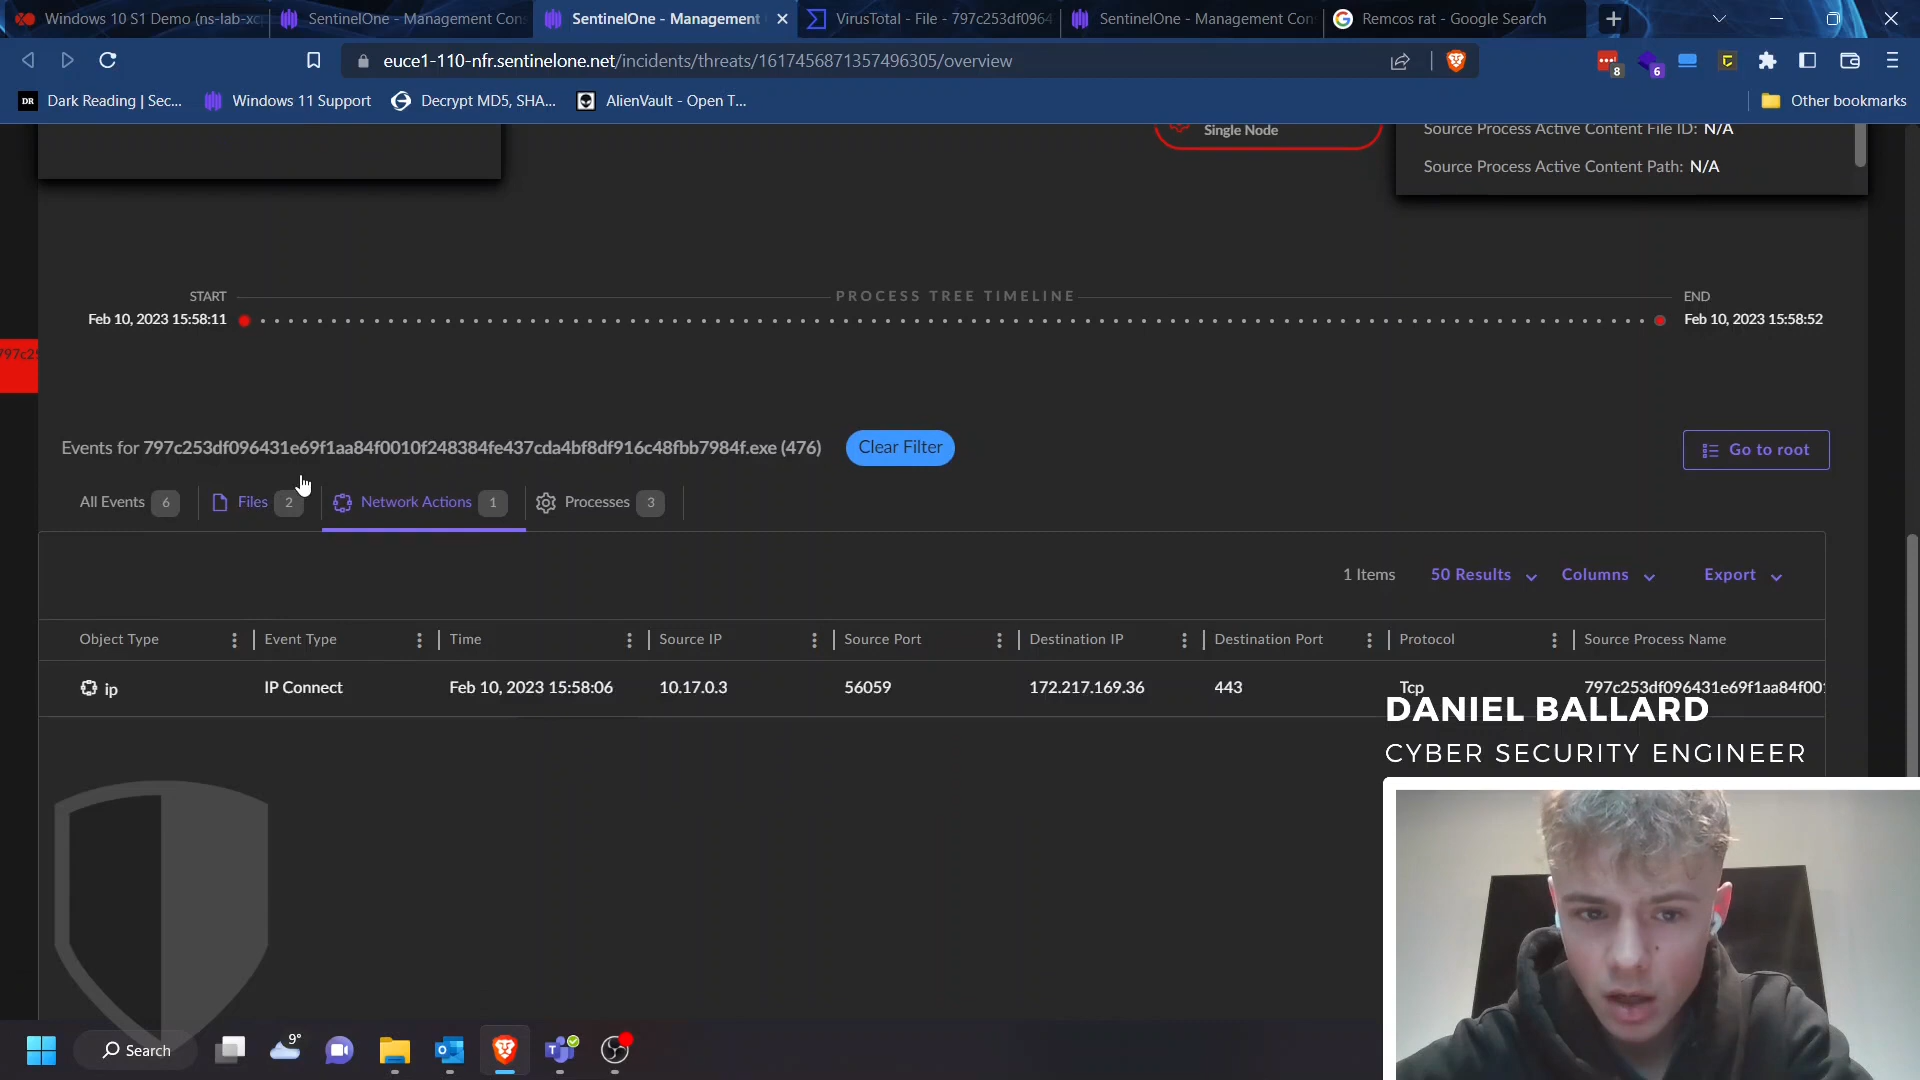 Windows 10 S1 Demo (ns-lab-xcp
SentinelOne - Management Con
SentinelOne - Management
VirusTotal - File - 797c253df0964
SentinelOne - Management Con
Remcos rat - Google Search
euce1-110-nfr.sentinelone.net/incidents/threats/1617456871357496305/overview
8
6
DR Dark Reading | Sec...
Windows 11 Support
Decrypt MD5, SHA...
AlienVault - Open T...
Other bookmarks
Single Node
Source Process Active Content File ID: N/A
Source Process Active Content Path: N/A
START
PROCESS TREE TIMELINE
END
Feb 10, 2023 15:58:11
Feb 10, 2023 15:58:52
797c25
Events for 797c253df096431e69f1aa84f0010f248384fe437cda4bf8df916c48fbb7984f.exe (476)
Clear Filter
Go to root
All Events 6
Files 2
Network Actions 1
Processes 3
1 Items
50 Results
Columns
Export
Object Type
Event Type
Time
Source IP
Source Port
Destination IP
Destination Port
Protocol
Source Process Name
ip
IP Connect
Feb 10, 2023 15:58:06
10.17.0.3
56059
172.217.169.36
443
Tcp
797c253df096431e69f1aa84f00
DANIEL BALLARD
CYBER SECURITY ENGINEER
Search
9°